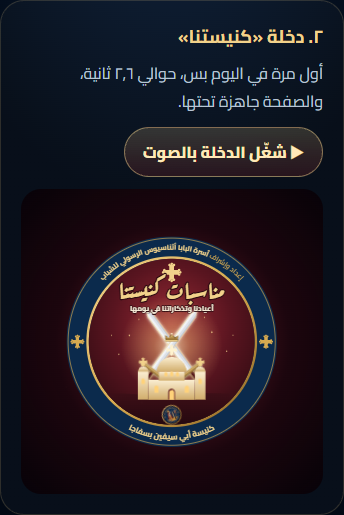 ٢. دخلة «كنيستنا»
أول مرة في اليوم بس، حوالي ٢٫٦ ثانية،
والصفحة جاهزة تحتها.
▶ شغّل الدخلة بالصوت
إعداد وإشراف أسرة البابا أثناسيوس الرسولي للشباب
مناسبات كنيستنا
أعيادنا وتذكاراتنا في يومها
كنيسة أبي سيفين بسفاجا